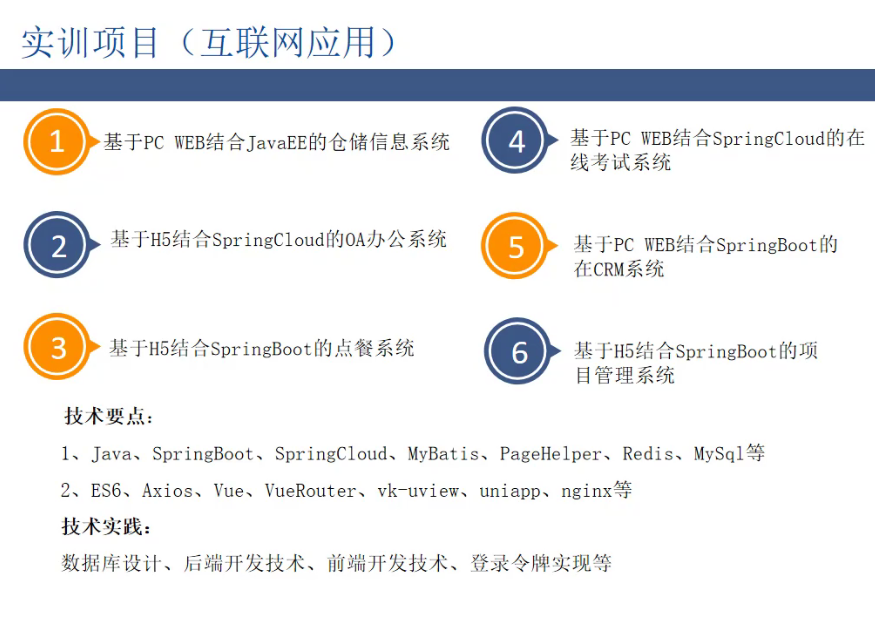 实训项目（互联网应用）
1
基于PC WEB结合JavaEE的仓储信息系统
2
基于H5结合SpringCloud的OA办公系统
3
基于H5结合SpringBoot的点餐系统
4
基于PC WEB结合SpringCloud的在
线考试系统
5
基于PC WEB结合SpringBoot的
在CRM系统
6
基于H5结合SpringBoot的项
目管理系统
技术要点：
1、Java、SpringBoot、SpringCloud、MyBatis、PageHelper、Redis、MySql等
2、ES6、Axios、Vue、VueRouter、vk-uview、uniapp、nginx等
技术实践：
数据库设计、后端开发技术、前端开发技术、登录令牌实现等